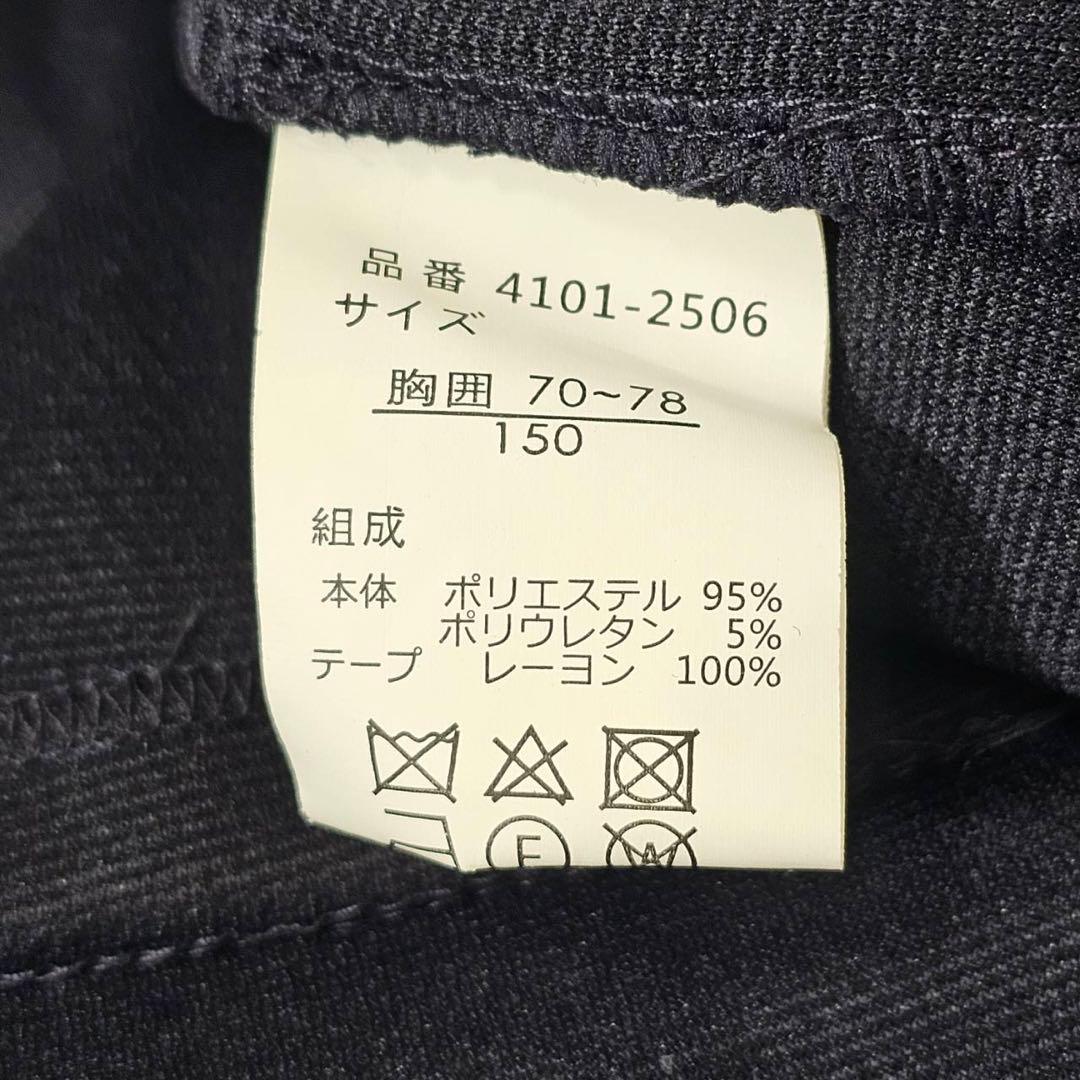 品番 4101-2506
サイズ
胸囲 70~78
150
組成
本体 ポリエステル 95%
ポリウレタン 5%
テープ レーヨン 100%